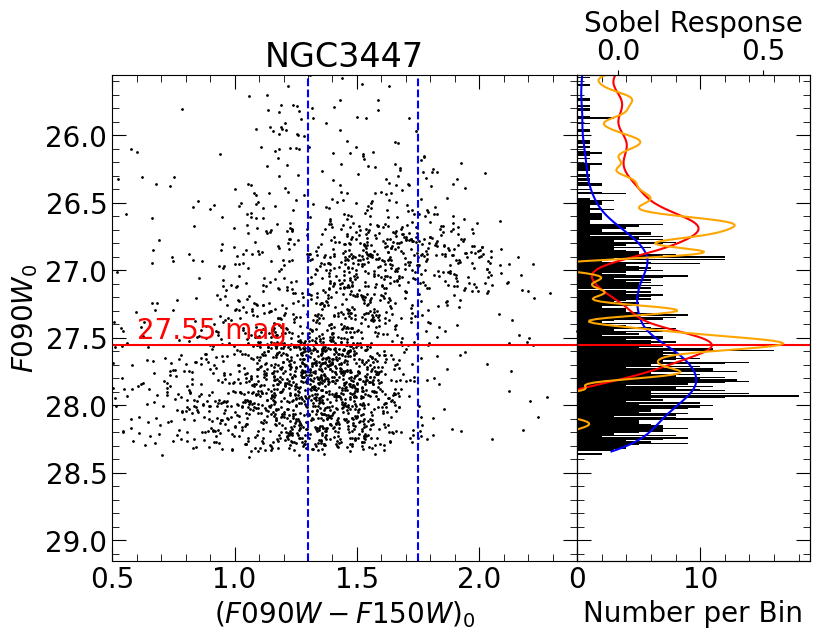 NGC3447
Sobel Response
0.0 0.5
26.0
26.5
27.0
27.5
28.0
28.5
29.0
F090W₀
27.55 mag
0.5 1.0 1.5 2.0
0 10
(F090W − F150W)₀
Number per Bin